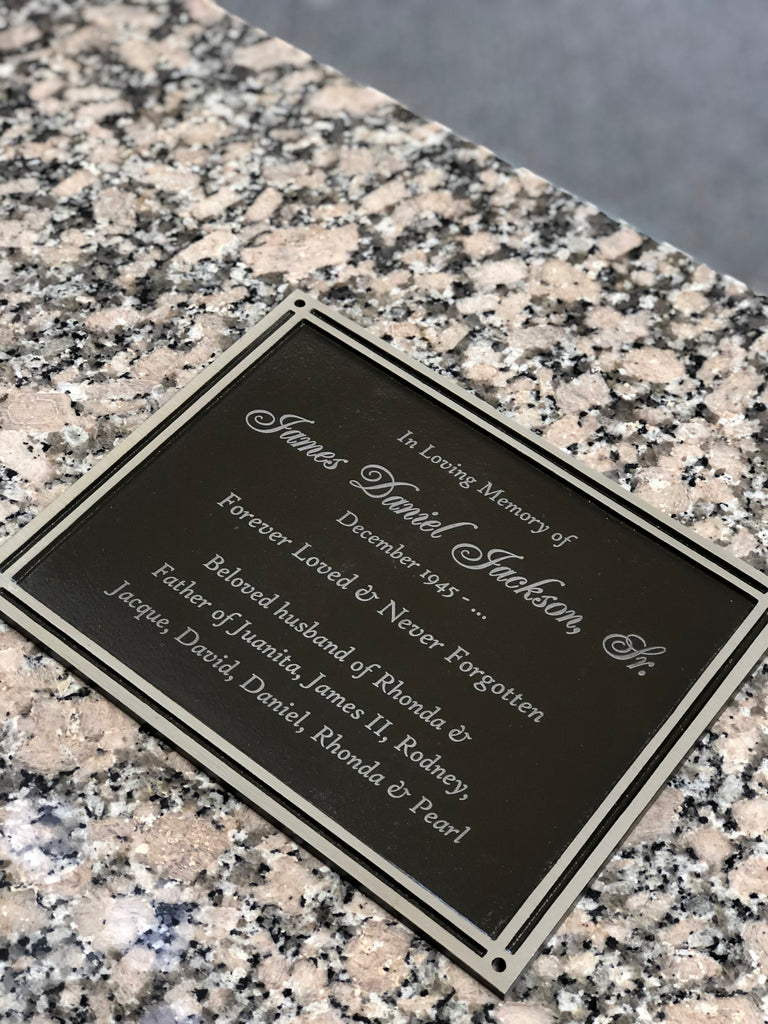 In Loving Memory of
James Daniel Jackson, Sr.
December 1945 - ...
Forever Loved & Never Forgotten
Beloved husband of Rhonda &
Father of Juanita, James II, Rodney,
Jacque, David, Daniel, Rhonda & Pearl